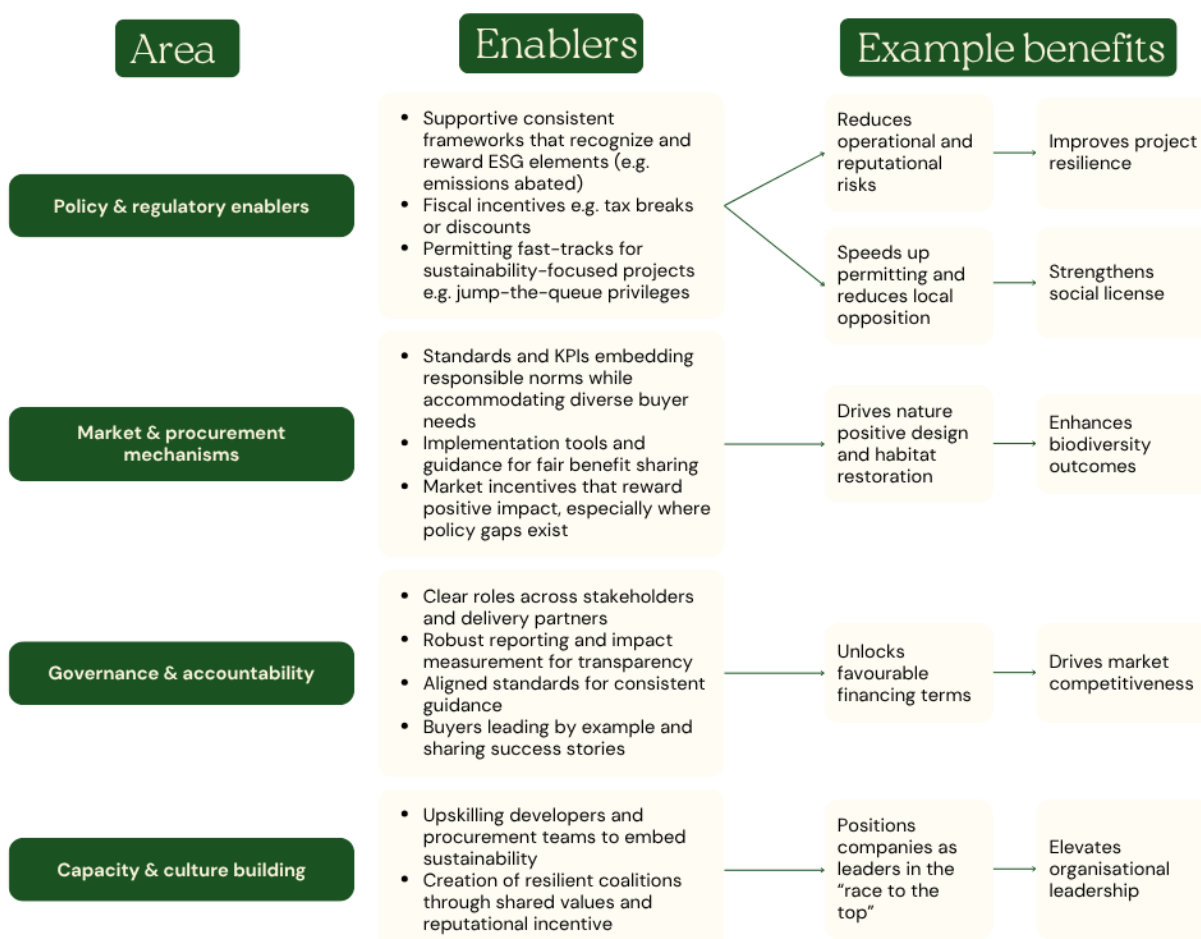 Area
Enablers
Example benefits
Policy & regulatory enablers
• Supportive consistent
frameworks that recognize and
reward ESG elements (e.g.
emissions abated)
• Fiscal incentives e.g. tax breaks
or discounts
• Permitting fast-tracks for
sustainability-focused projects
e.g. jump-the-queue privileges
Reduces
operational and
reputational
risks
Improves project
resilience
Speeds up
permitting and
reduces local
opposition
Strengthens
social license
Market & procurement
mechanisms
• Standards and KPIs embedding
responsible norms while
accommodating diverse buyer
needs
• Implementation tools and
guidance for fair benefit sharing
• Market incentives that reward
positive impact, especially where
policy gaps exist
Drives nature
positive design
and habitat
restoration
Enhances
biodiversity
outcomes
Governance & accountability
• Clear roles across stakeholders
and delivery partners
• Robust reporting and impact
measurement for transparency
• Aligned standards for consistent
guidance
• Buyers leading by example and
sharing success stories
Unlocks
favourable
financing terms
Drives market
competitiveness
Capacity & culture building
• Upskilling developers and
procurement teams to embed
sustainability
• Creation of resilient coalitions
through shared values and
reputational incentive
Positions
companies as
leaders in the
“race to the
top”
Elevates
organisational
leadership